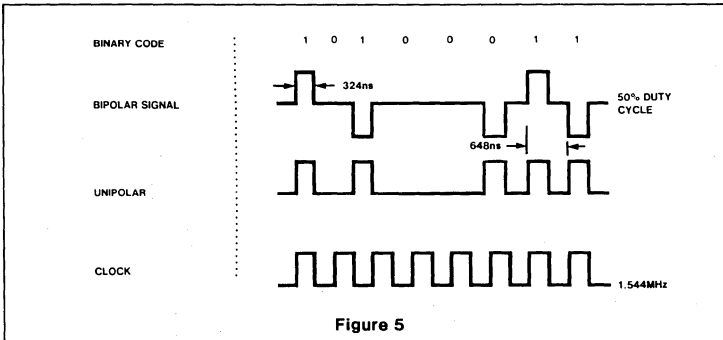 BINARY CODE 1 0 1 0 0 0 1 1
324ns
BIPOLAR SIGNAL
50% DUTY
CYCLE
648ns
UNIPOLAR
CLOCK
1.544MHz
Figure 5